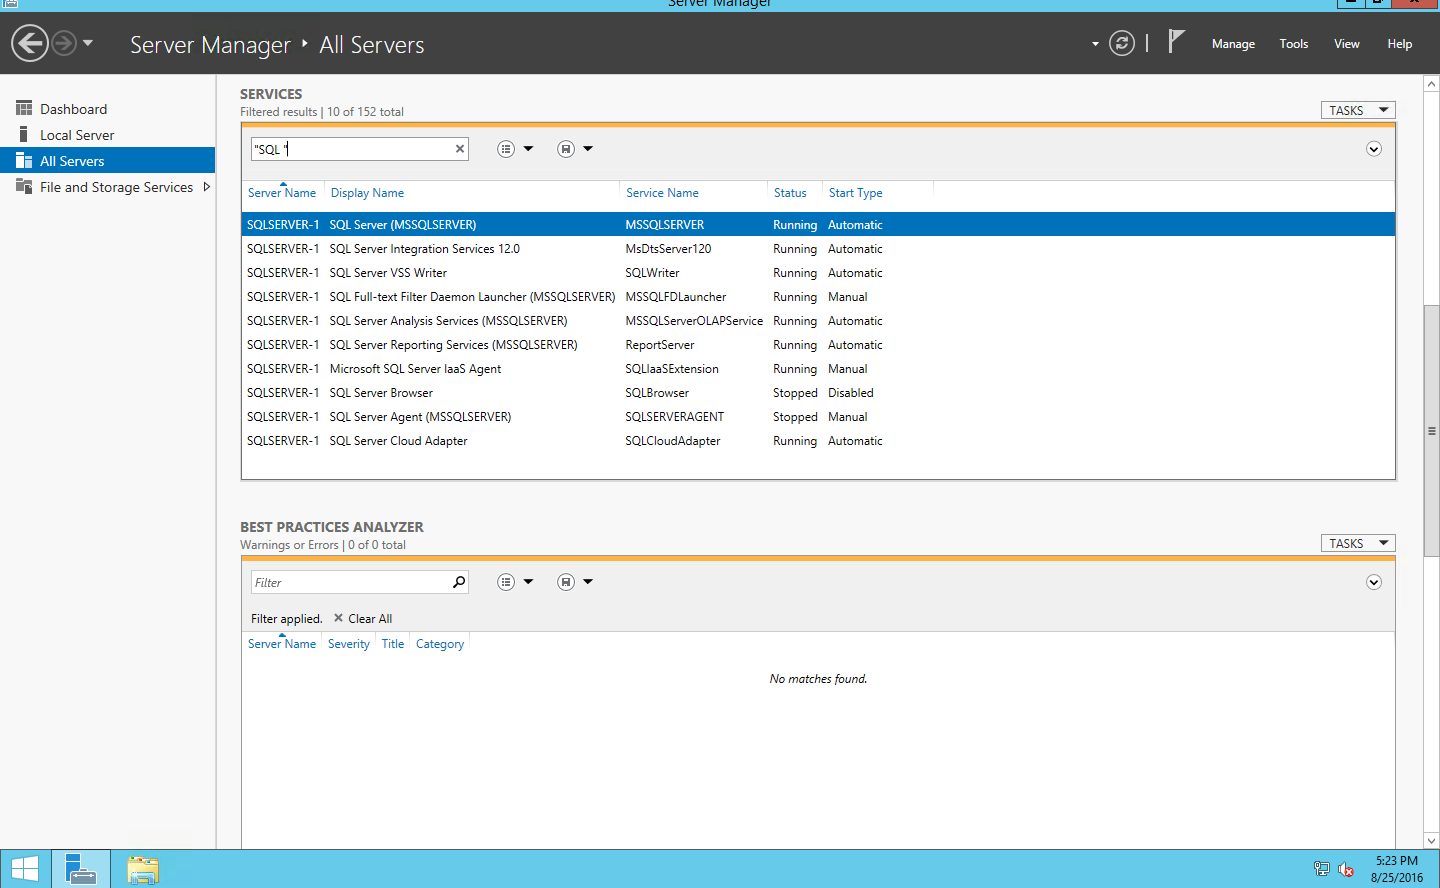 Server Manager
Server Manager All Servers
Manage Tools View Help
Dashboard
Local Server
All Servers
File and Storage Services
SERVICES
Filtered results | 10 of 152 total
TASKS
"SQL "
Server Name Display Name Service Name Status Start Type
SQLSERVER-1 SQL Server (MSSQLSERVER) MSSQLSERVER Running Automatic
SQLSERVER-1 SQL Server Integration Services 12.0 MsDtsServer120 Running Automatic
SQLSERVER-1 SQL Server VSS Writer SQLWriter Running Automatic
SQLSERVER-1 SQL Full-text Filter Daemon Launcher (MSSQLSERVER) MSSQLFDLauncher Running Manual
SQLSERVER-1 SQL Server Analysis Services (MSSQLSERVER) MSSQLServerOLAPService Running Automatic
SQLSERVER-1 SQL Server Reporting Services (MSSQLSERVER) ReportServer Running Automatic
SQLSERVER-1 Microsoft SQL Server IaaS Agent SQLIaaSExtension Running Manual
SQLSERVER-1 SQL Server Browser SQLBrowser Stopped Disabled
SQLSERVER-1 SQL Server Agent (MSSQLSERVER) SQLSERVERAGENT Stopped Manual
SQLSERVER-1 SQL Server Cloud Adapter SQLCloudAdapter Running Automatic
BEST PRACTICES ANALYZER
Warnings or Errors | 0 of 0 total
TASKS
Filter
Filter applied. Clear All
Server Name Severity Title Category
No matches found.
5:23 PM
8/25/2016